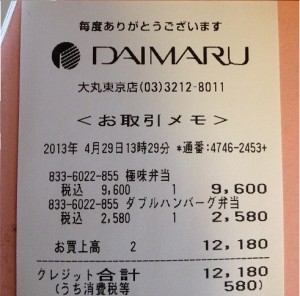 毎度ありがとうございます
DAIMARU
大丸東京店(03)3212-8011
<お取引メモ>
2013年 4月29日13時29分 *通番:4746-2453+
833-6022-855 極味弁当
税込 9,600 1 9,600
833-6022-855 ダブルハンバーグ弁当
税込 2,580 1 2,580
お買上高 2 12,180
クレジット合計 12,180
(うち消費税等 580)